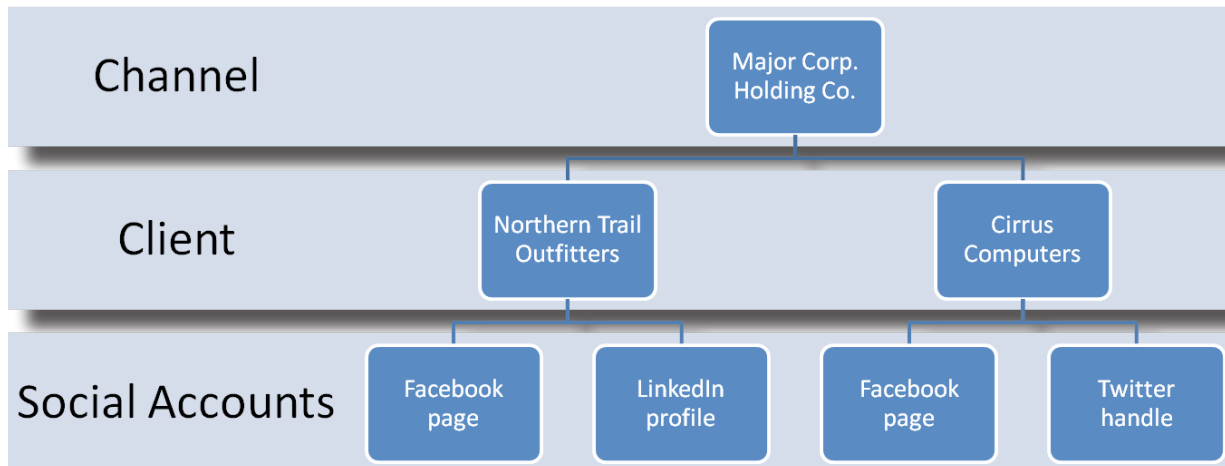 Channel
Major Corp.
Holding Co.
Client
Northern Trail
Outfitters
Cirrus
Computers
Social Accounts
Facebook
page
LinkedIn
profile
Facebook
page
Twitter
handle